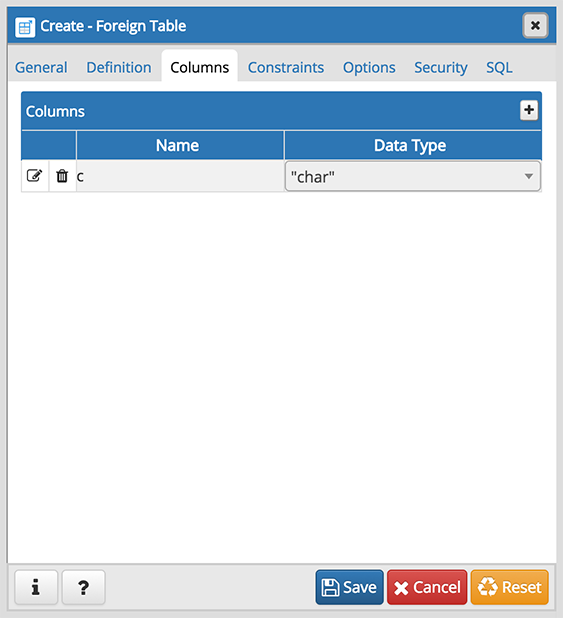 Create - Foreign Table
General Definition Columns Constraints Options Security SQL
Columns
Name Data Type
c "char"
i ? Save Cancel Reset